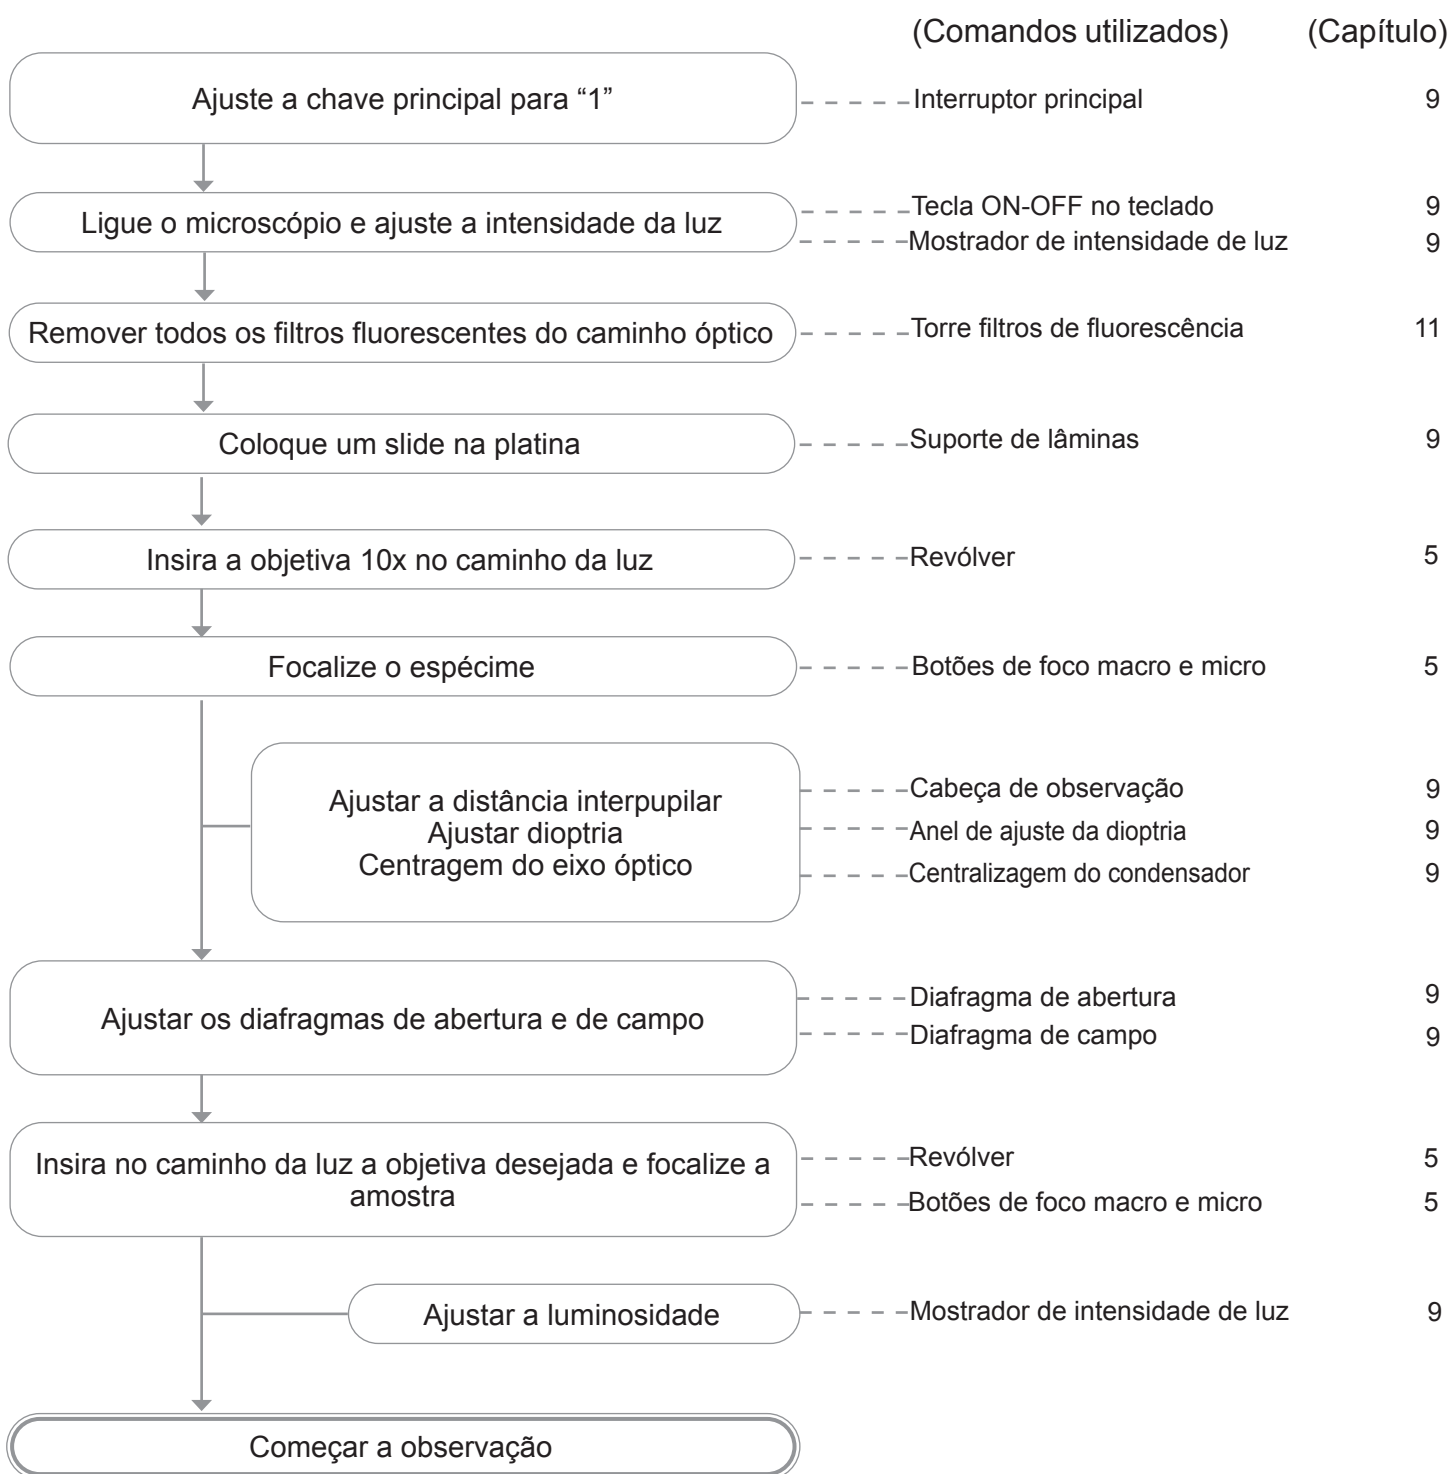 (Comandos utilizados) (Capítulo)
Ajuste a chave principal para “1” Interruptor principal 9
Ligue o microscópio e ajuste a intensidade da luz
Tecla ON-OFF no teclado 9
Mostrador de intensidade de luz 9
Remover todos os filtros fluorescentes do caminho óptico Torre filtros de fluorescência 11
Coloque um slide na platina Suporte de lâminas 9
Insira a objetiva 10x no caminho da luz Revólver 5
Focalize o espécime Botões de foco macro e micro 5
Ajustar a distância interpupilar
Ajustar dioptria
Centragem do eixo óptico
Cabeça de observação 9
Anel de ajuste da dioptria 9
Centralizagem do condensador 9
Ajustar os diafragmas de abertura e de campo
Diafragma de abertura 9
Diafragma de campo 9
Insira no caminho da luz a objetiva desejada e focalize a
amostra
Revólver 5
Botões de foco macro e micro 5
Ajustar a luminosidade Mostrador de intensidade de luz 9
Começar a observação